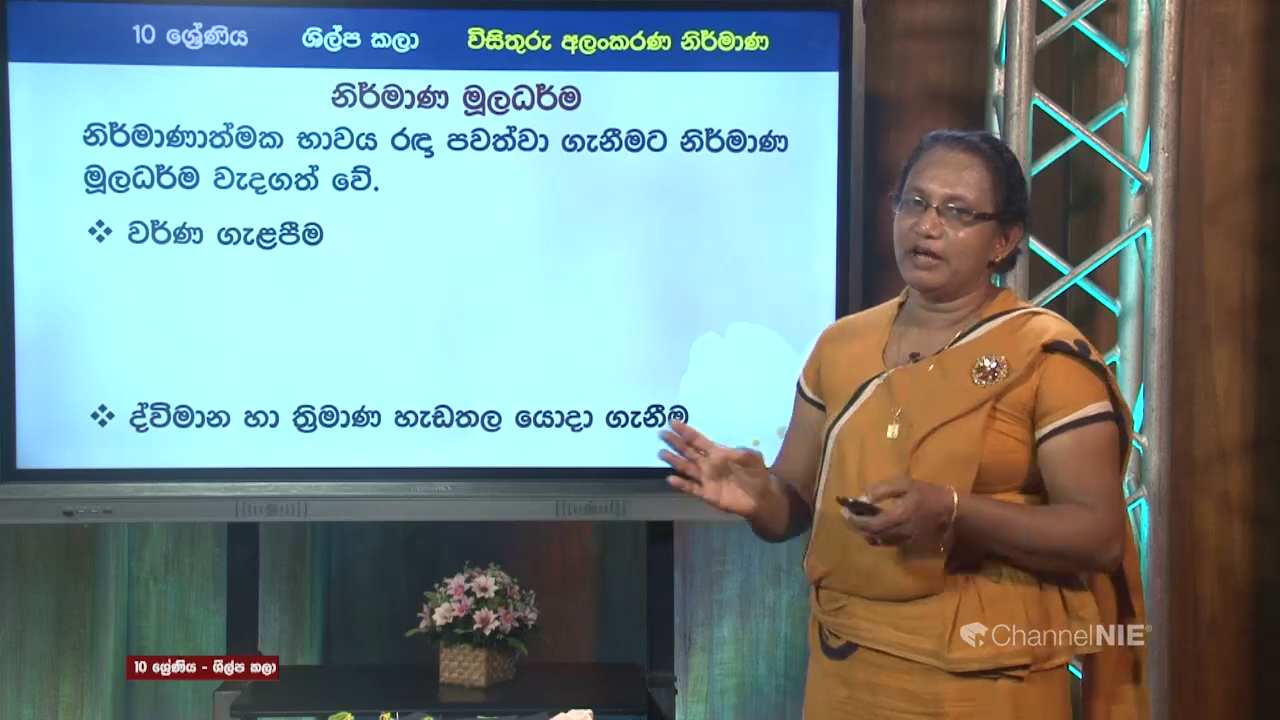 10 ශ්‍රේණිය ශිල්ප කලා විසිතුරු අලංකරණ නිර්මාණ
නිර්මාණ මූලධර්ම
නිර්මාණාත්මක භාවය රඳා පවත්වා ගැනීමට නිර්මාණ
මූලධර්ම වැදගත් වේ.
❖ වර්ණ ගැළපීම
❖ ද්විමාන හා ත්‍රිමාණ හැඩතල යොදා ගැනීම
ChannelNIE®
10 ශ්‍රේණිය - ශිල්ප කලා